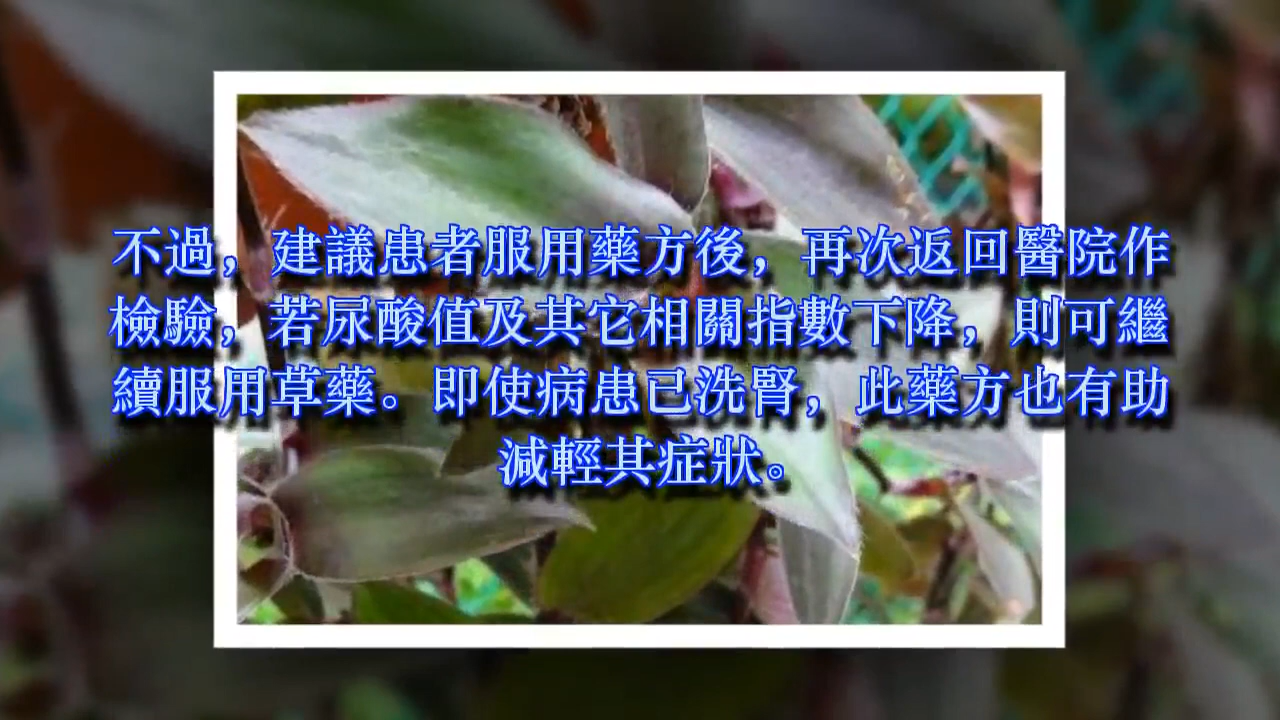 不過，建議患者服用藥方後，再次返回醫院作
檢驗，若尿酸值及其它相關指數下降，則可繼
續服用草藥。即使病患已洗腎，此藥方也有助
減輕其症狀。